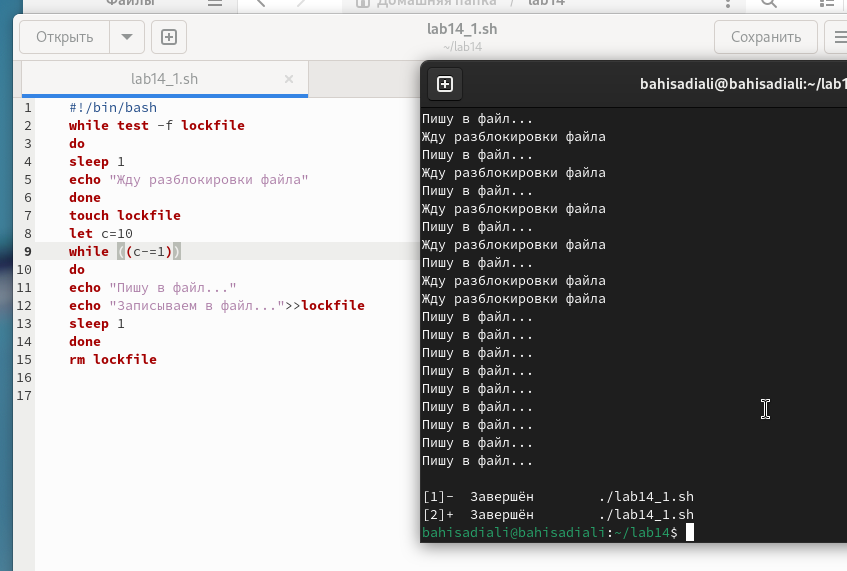 Файлы
Домашняя папка / lab14
Открыть
lab14_1.sh
~/lab14
Сохранить
lab14_1.sh ×
1 #!/bin/bash
2 while test -f lockfile
3 do
4 sleep 1
5 echo "Жду разблокировки файла"
6 done
7 touch lockfile
8 let c=10
9 while ((c-=1))
10 do
11 echo "Пишу в файл..."
12 echo "Записываем в файл...">>lockfile
13 sleep 1
14 done
15 rm lockfile
16
17
bahisadiali@bahisadiali:~/lab1
Пишу в файл...
Жду разблокировки файла
Пишу в файл...
Жду разблокировки файла
Пишу в файл...
Жду разблокировки файла
Пишу в файл...
Жду разблокировки файла
Пишу в файл...
Жду разблокировки файла
Жду разблокировки файла
Пишу в файл...
Пишу в файл...
Пишу в файл...
Пишу в файл...
Пишу в файл...
Пишу в файл...
Пишу в файл...
Пишу в файл...
Пишу в файл...
[1]-  Завершён        ./lab14_1.sh
[2]+  Завершён        ./lab14_1.sh
bahisadiali@bahisadiali:~/lab14$